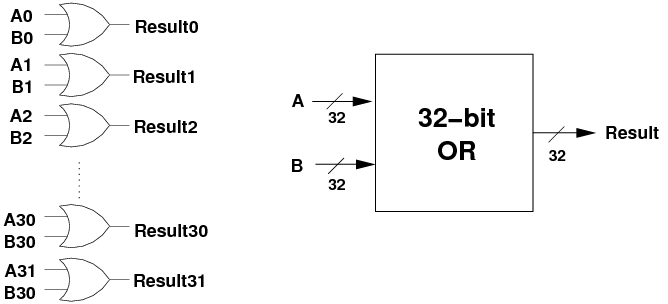 A0
B0
Result0
A1
B1
Result1
A2
B2
Result2
A30
B30
Result30
A31
B30
Result31
A
32
B
32
32-bit
OR
32
Result